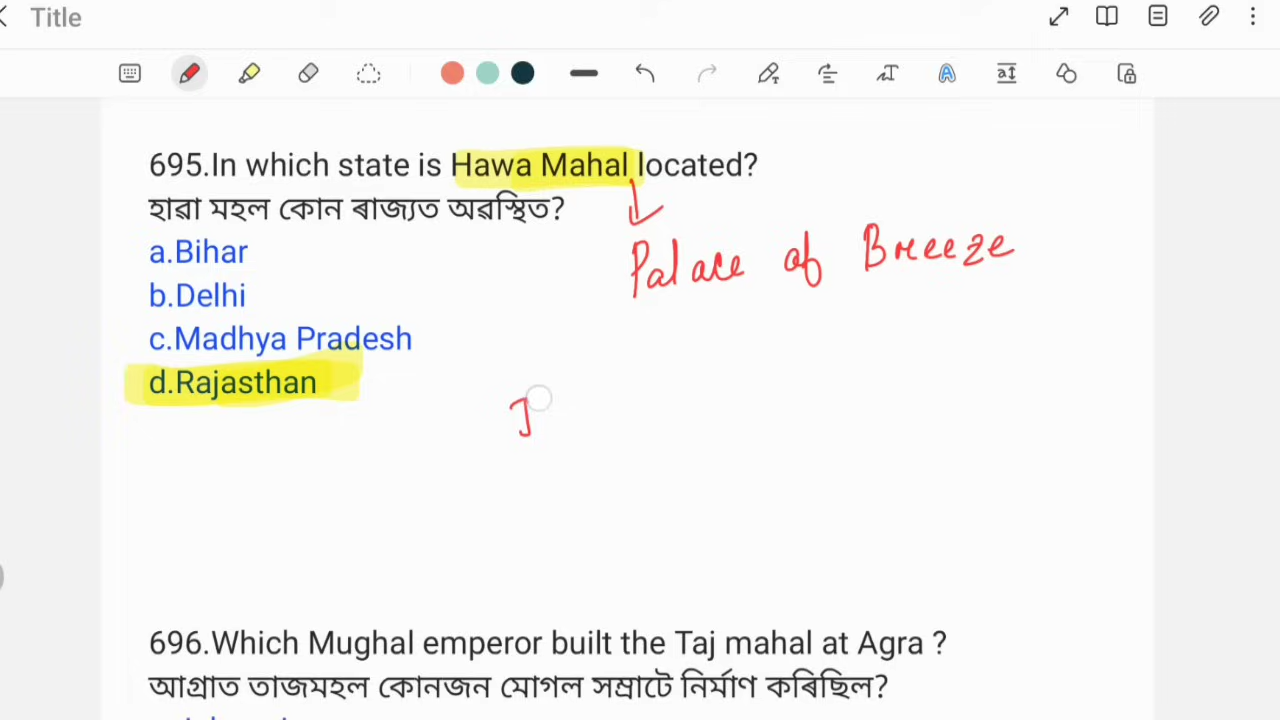 Title
695.In which state is Hawa Mahal located?
হাৱা মহল কোন ৰাজ্যত অৱস্থিত?
Palace of Breeze
a.Bihar
b.Delhi
c.Madhya Pradesh
d.Rajasthan
696.Which Mughal emperor built the Taj mahal at Agra ?
আগ্ৰাত তাজমহল কোনজন মোগল সম্ৰাটে নিৰ্মাণ কৰিছিল?